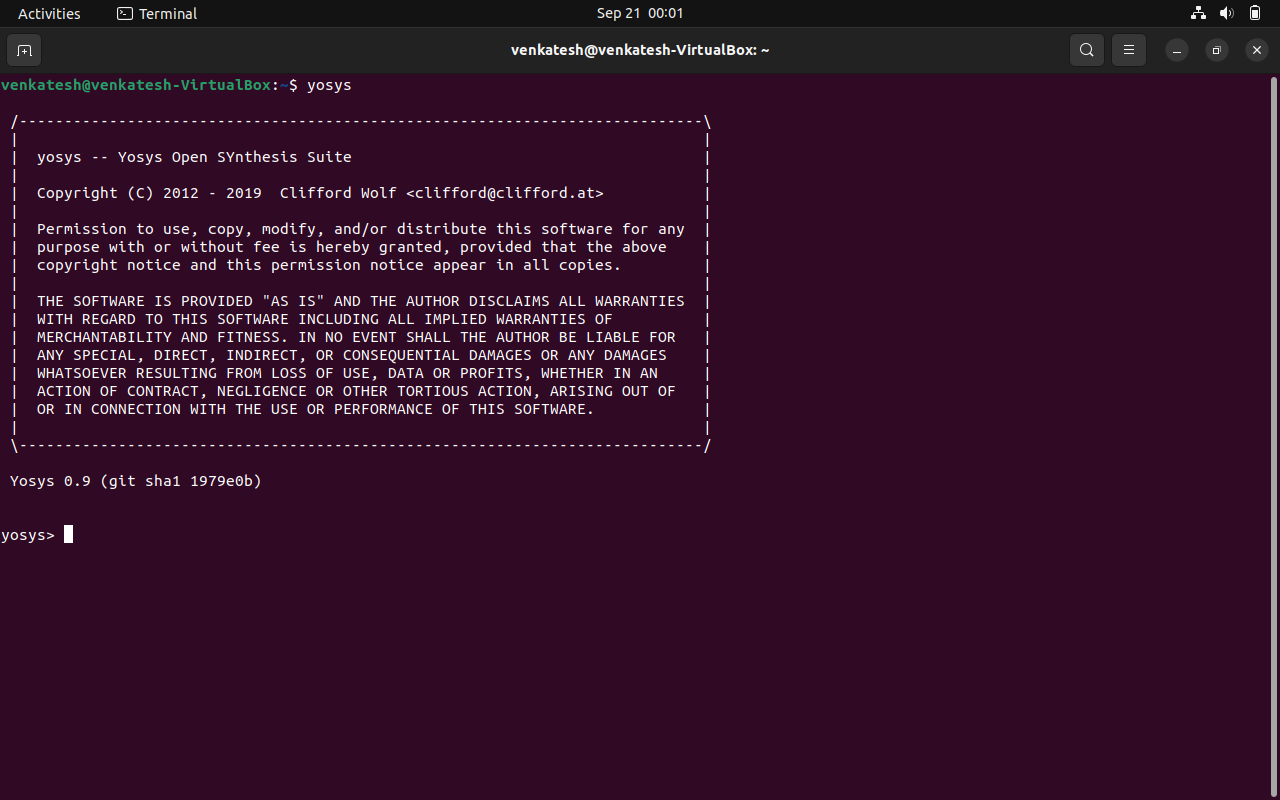 Activities
Terminal
Sep 21 00:01
venkatesh@venkatesh-VirtualBox: ~
venkatesh@venkatesh-VirtualBox:~$ yosys
/----------------------------------------------------------------------------\
|                                                                            |
|  yosys -- Yosys Open SYnthesis Suite                                       |
|                                                                            |
|  Copyright (C) 2012 - 2019  Clifford Wolf <clifford@clifford.at>           |
|                                                                            |
|  Permission to use, copy, modify, and/or distribute this software for any  |
|  purpose with or without fee is hereby granted, provided that the above    |
|  copyright notice and this permission notice appear in all copies.         |
|                                                                            |
|  THE SOFTWARE IS PROVIDED "AS IS" AND THE AUTHOR DISCLAIMS ALL WARRANTIES  |
|  WITH REGARD TO THIS SOFTWARE INCLUDING ALL IMPLIED WARRANTIES OF          |
|  MERCHANTABILITY AND FITNESS. IN NO EVENT SHALL THE AUTHOR BE LIABLE FOR   |
|  ANY SPECIAL, DIRECT, INDIRECT, OR CONSEQUENTIAL DAMAGES OR ANY DAMAGES    |
|  WHATSOEVER RESULTING FROM LOSS OF USE, DATA OR PROFITS, WHETHER IN AN     |
|  ACTION OF CONTRACT, NEGLIGENCE OR OTHER TORTIOUS ACTION, ARISING OUT OF   |
|  OR IN CONNECTION WITH THE USE OR PERFORMANCE OF THIS SOFTWARE.            |
|                                                                            |
\----------------------------------------------------------------------------/
Yosys 0.9 (git sha1 1979e0b)
yosys>